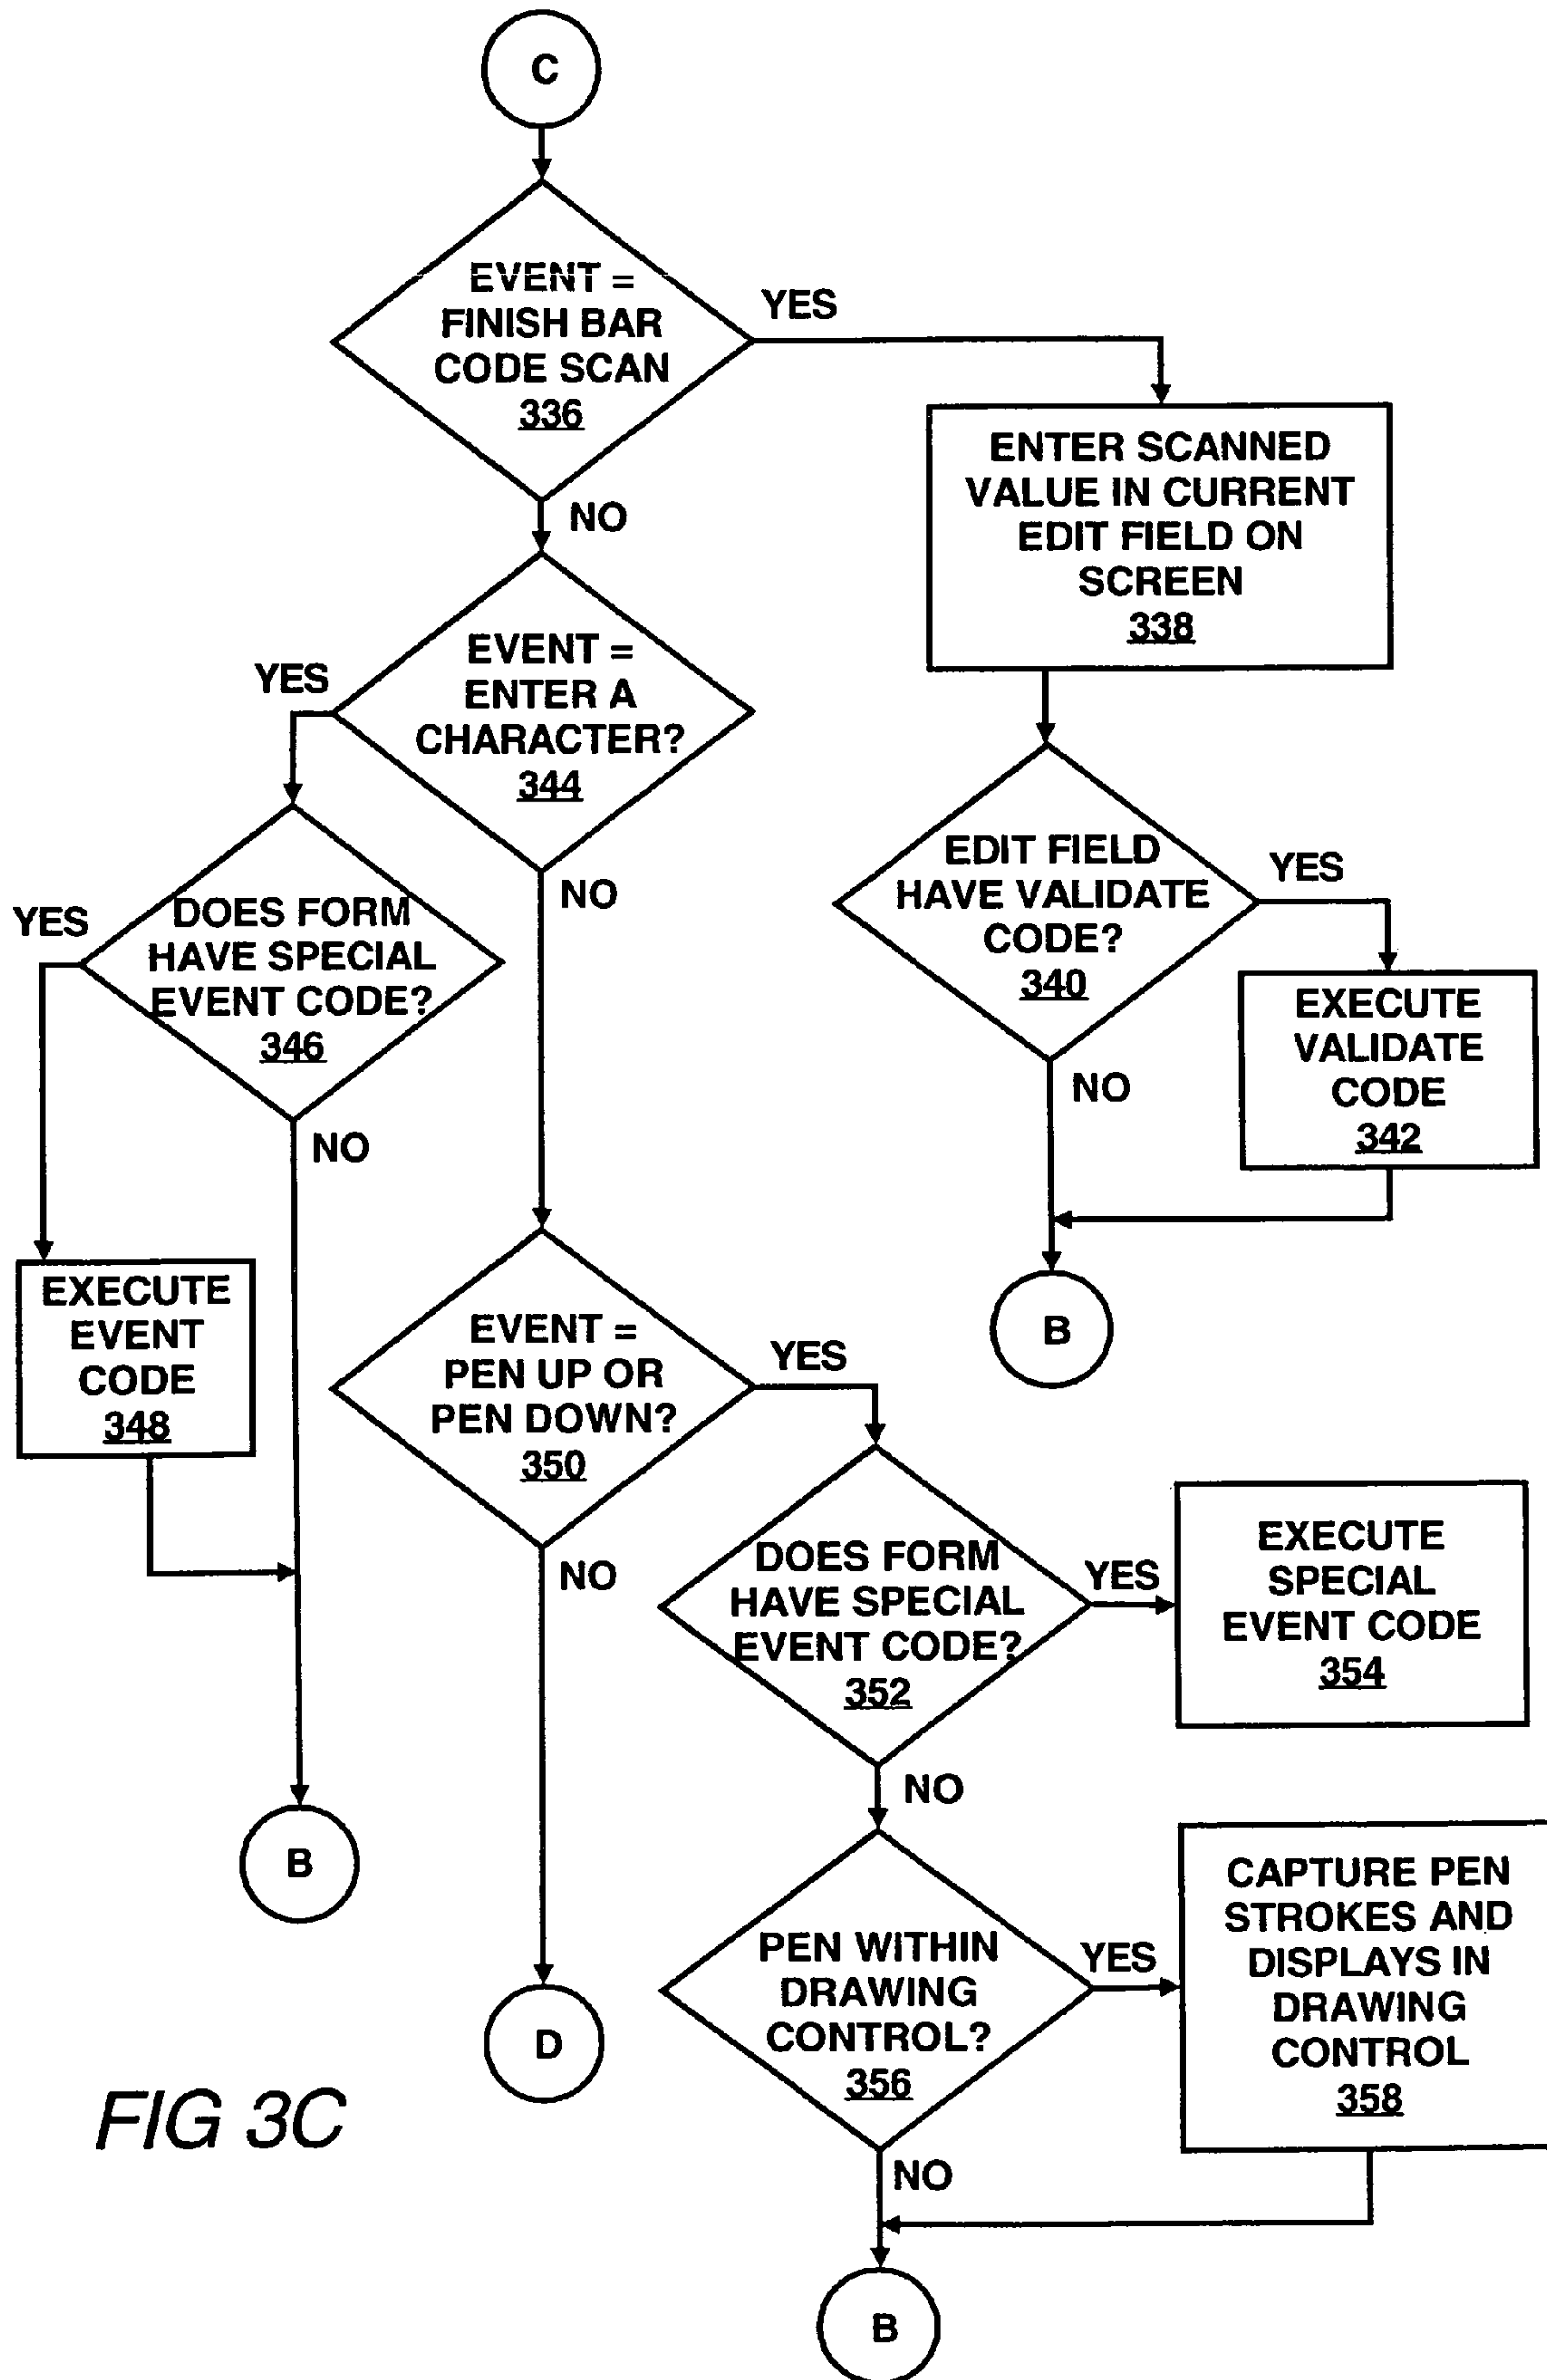 C
EVENT =
FINISH BAR
CODE SCAN
336
YES
NO
ENTER SCANNED
VALUE IN CURRENT
EDIT FIELD ON
SCREEN
338
EVENT =
ENTER A
CHARACTER?
344
YES
NO
EDIT FIELD
HAVE VALIDATE
CODE?
340
YES
NO
EXECUTE
VALIDATE
CODE
342
B
DOES FORM
HAVE SPECIAL
EVENT CODE?
346
YES
NO
EXECUTE
EVENT
CODE
348
B
EVENT =
PEN UP OR
PEN DOWN?
350
YES
NO
D
DOES FORM
HAVE SPECIAL
EVENT CODE?
352
YES
NO
EXECUTE
SPECIAL
EVENT CODE
354
PEN WITHIN
DRAWING
CONTROL?
356
YES
NO
CAPTURE PEN
STROKES AND
DISPLAYS IN
DRAWING
CONTROL
358
B
FIG 3C